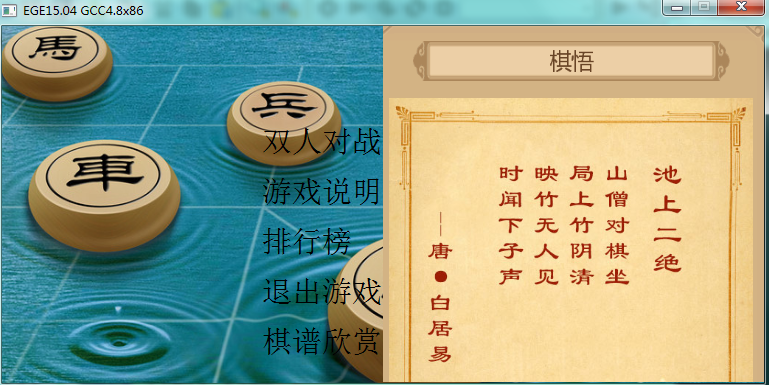 EGE15.04 GCC4.8x86
馬
兵
車
双人对战
游戏说明
排行榜
退出游戏
棋谱欣赏
棋悟
池上二绝
山僧对棋坐
局上竹阴清
映竹无人见
时闻下子声
——唐●白居易